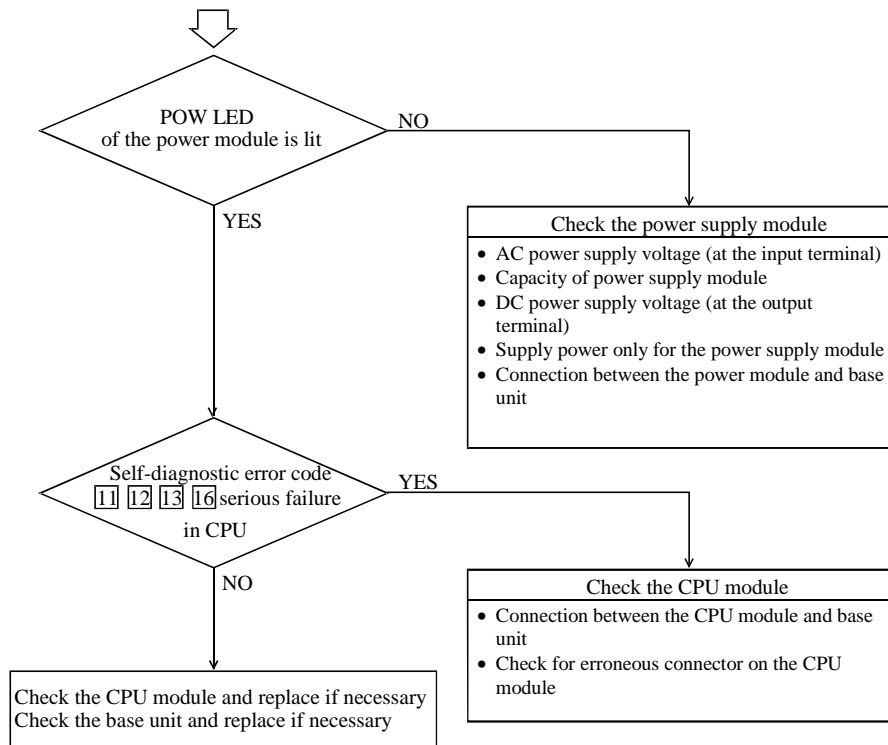 POW LED
of the power module is lit
NO
YES
Check the power supply module
• AC power supply voltage (at the input terminal)
• Capacity of power supply module
• DC power supply voltage (at the output
terminal)
• Supply power only for the power supply module
• Connection between the power module and base
unit
Self-diagnostic error code
11 12 13 16 serious failure
in CPU
YES
NO
Check the CPU module
• Connection between the CPU module and base
unit
• Check for erroneous connector on the CPU
module
Check the CPU module and replace if necessary
Check the base unit and replace if necessary